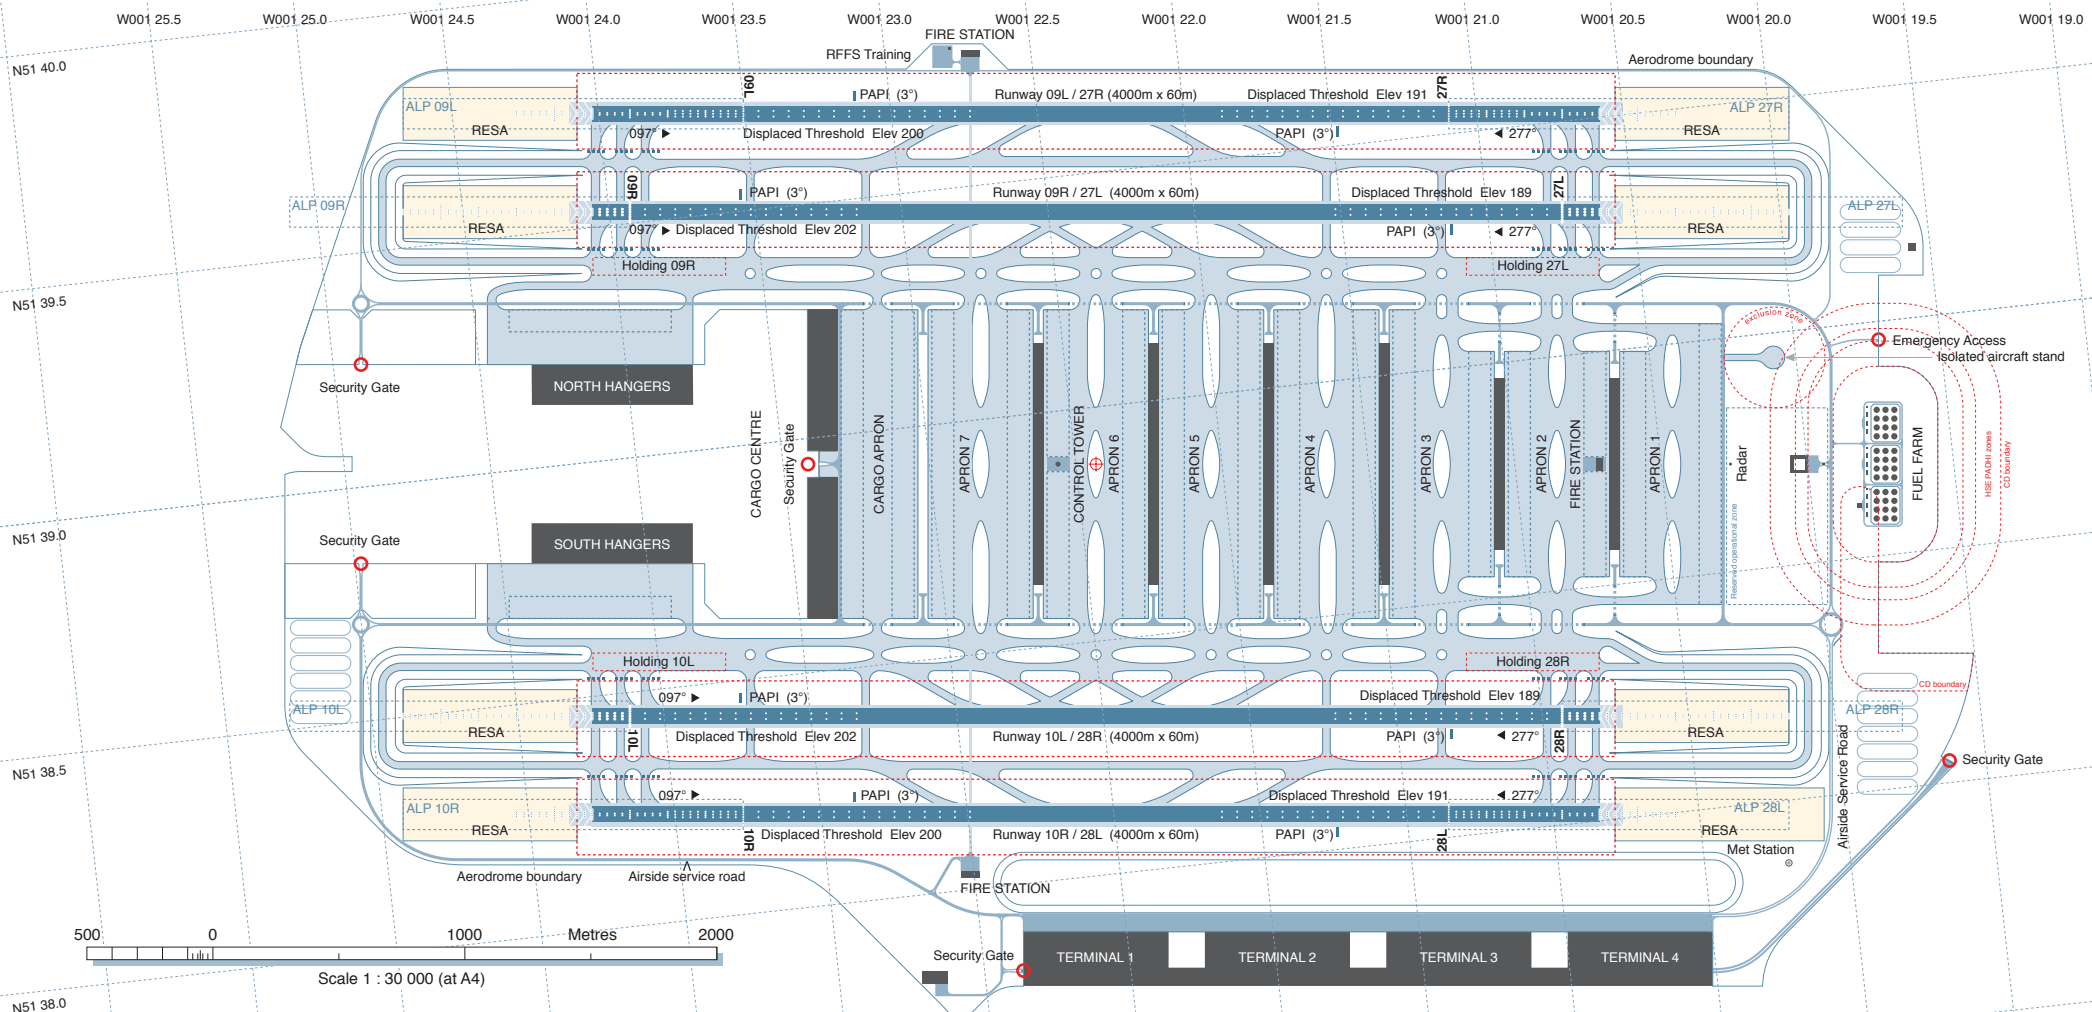 W001 25.5
W001 25.0
W001 24.5
W001 24.0
W001 23.5
W001 23.0
W001 22.5
W001 22.0
W001 21.5
W001 21.0
W001 20.5
W001 20.0
W001 19.5
W001 19.0
FIRE STATION
RFFS Training
Aerodrome boundary
N51 40.0
09L
27R
ALP 09L
PAPI (3°)
Runway 09L / 27R (4000m x 60m)
Displaced Threshold Elev 191
ALP 27R
RESA
097° ►
Displaced Threshold Elev 200
PAPI (3°)
◄ 277°
RESA
09R
27L
ALP 09R
PAPI (3°)
Runway 09R / 27L (4000m x 60m)
Displaced Threshold Elev 189
ALP 27L
RESA
097° ►
Displaced Threshold Elev 202
PAPI (3°)
◄ 277°
RESA
Holding 09R
Holding 27L
N51 39.5
exclusion zone
Emergency Access
Isolated aircraft stand
Security Gate
NORTH HANGERS
CARGO CENTRE
Security Gate
CARGO APRON
APRON 7
CONTROL TOWER
APRON 6
APRON 5
APRON 4
APRON 3
APRON 2
FIRE STATION
APRON 1
Radar
Reserved operational zone
FUEL FARM
HSE PADHI zones
CD boundary
N51 39.0
Security Gate
SOUTH HANGERS
Holding 10L
Holding 28R
CD boundary
ALP 10L
097° ►
PAPI (3°)
Displaced Threshold Elev 189
ALP 28R
RESA
10L
Displaced Threshold Elev 202
Runway 10L / 28R (4000m x 60m)
PAPI (3°)
◄ 277°
28R
RESA
Airside Service Road
Security Gate
N51 38.5
097° ►
PAPI (3°)
Displaced Threshold Elev 191
◄ 277°
ALP 10R
ALP 28L
RESA
10R
Displaced Threshold Elev 200
Runway 10R / 28L (4000m x 60m)
PAPI (3°)
28L
RESA
Met Station
Aerodrome boundary
Airside service road
FIRE STATION
500 0 1000 Metres 2000
Scale 1 : 30 000 (at A4)
Security Gate
TERMINAL 1
TERMINAL 2
TERMINAL 3
TERMINAL 4
N51 38.0